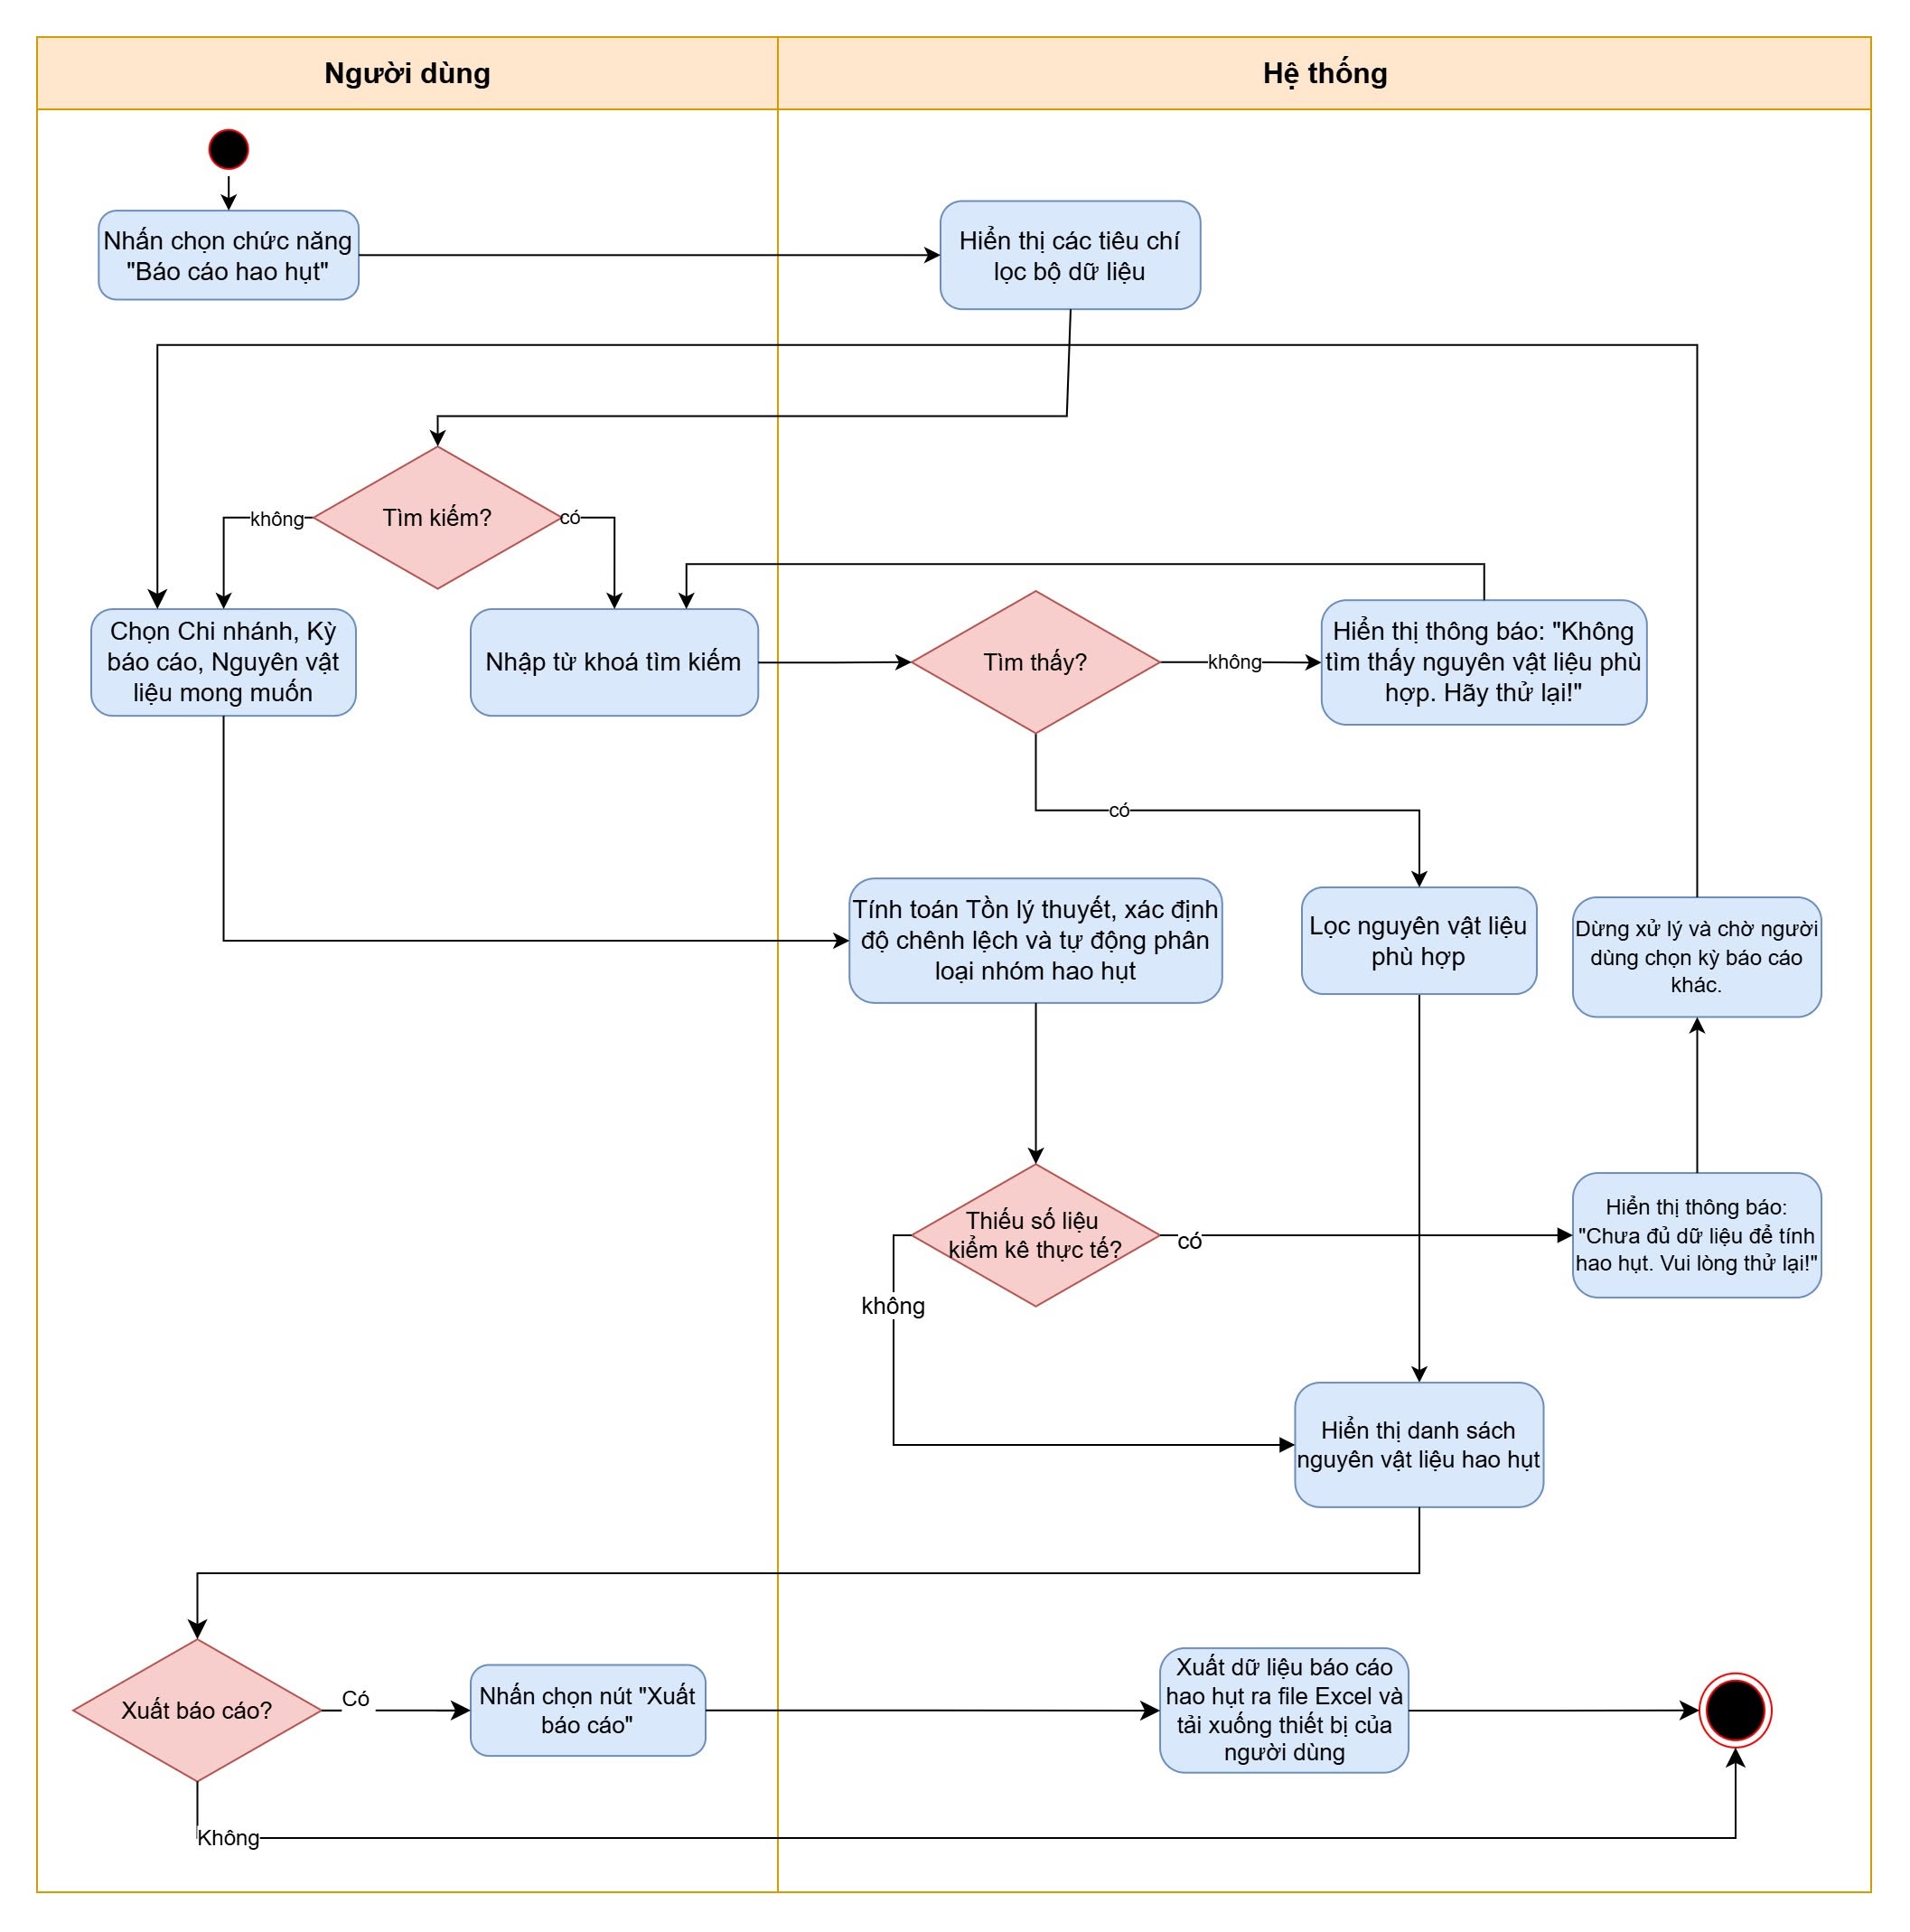 Người dùng
Hệ thống
Nhấn chọn chức năng
"Báo cáo hao hụt"
Hiển thị các tiêu chí
lọc bộ dữ liệu
Tìm kiếm?
không
có
Chọn Chi nhánh, Kỳ
báo cáo, Nguyên vật
liệu mong muốn
Nhập từ khoá tìm kiếm
Tìm thấy?
không
Hiển thị thông báo: "Không
tìm thấy nguyên vật liệu phù
hợp. Hãy thử lại!"
có
Tính toán Tồn lý thuyết, xác định
độ chênh lệch và tự động phân
loại nhóm hao hụt
Lọc nguyên vật liệu
phù hợp
Dừng xử lý và chờ người
dùng chọn kỳ báo cáo
khác.
Thiếu số liệu
kiểm kê thực tế?
có
không
Hiển thị thông báo:
"Chưa đủ dữ liệu để tính
hao hụt. Vui lòng thử lại!"
Hiển thị danh sách
nguyên vật liệu hao hụt
Xuất báo cáo?
Có
Nhấn chọn nút "Xuất
báo cáo"
Xuất dữ liệu báo cáo
hao hụt ra file Excel và
tải xuống thiết bị của
người dùng
Không